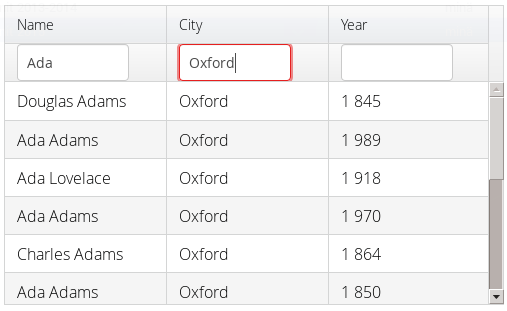 Name City Year
Ada Oxford
Douglas Adams Oxford 1 845
Ada Adams Oxford 1 989
Ada Lovelace Oxford 1 918
Ada Adams Oxford 1 970
Charles Adams Oxford 1 864
Ada Adams Oxford 1 850